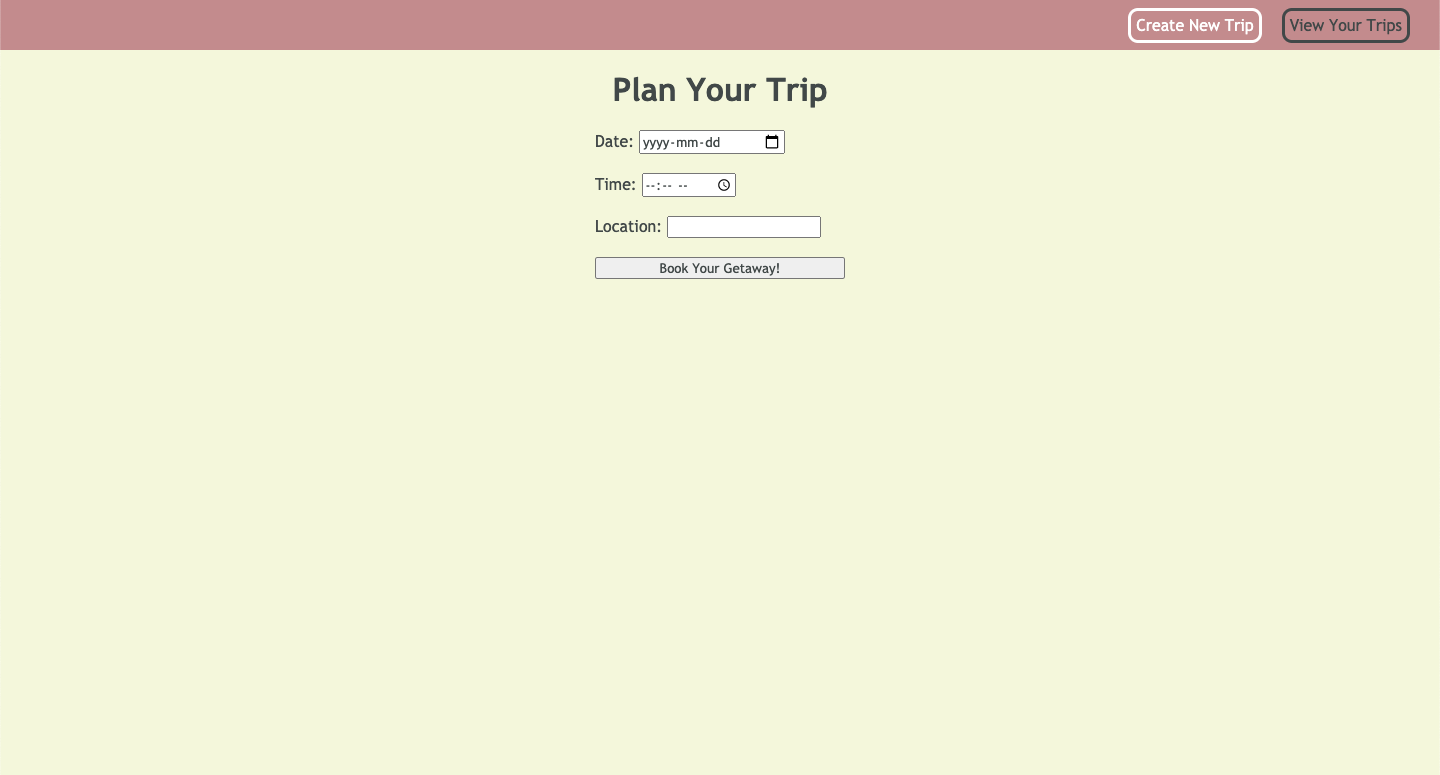 Create New Trip View Your Trips
Plan Your Trip
Date: yyyy-mm-dd
Time: --:-- --
Location:
Book Your Getaway!